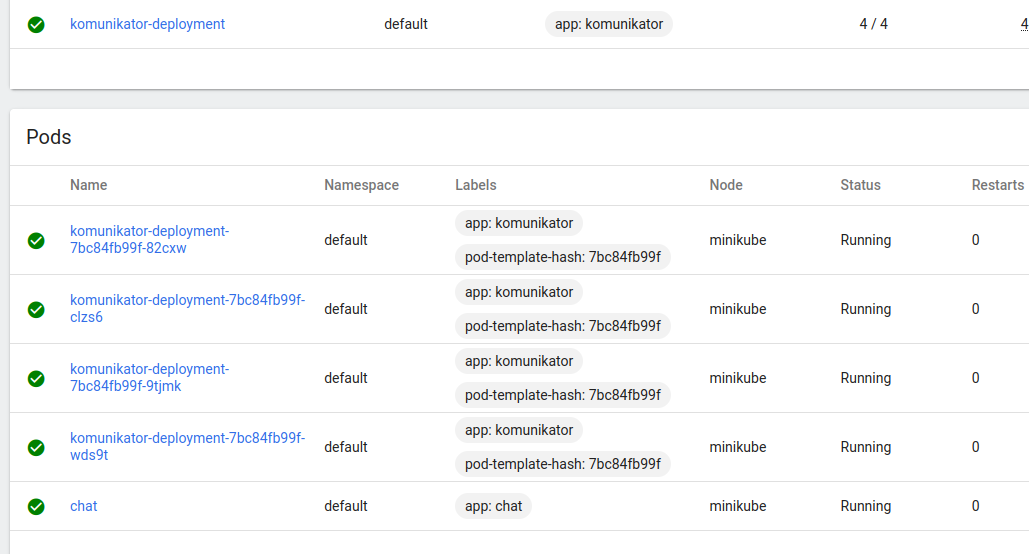 komunikator-deployment default app: komunikator 4 / 4 4
Pods
Name Namespace Labels Node Status Restarts
komunikator-deployment-
7bc84fb99f-82cxw
default
app: komunikator
pod-template-hash: 7bc84fb99f
minikube Running 0
komunikator-deployment-7bc84fb99f-
clzs6
default
app: komunikator
pod-template-hash: 7bc84fb99f
minikube Running 0
komunikator-deployment-
7bc84fb99f-9tjmk
default
app: komunikator
pod-template-hash: 7bc84fb99f
minikube Running 0
komunikator-deployment-7bc84fb99f-
wds9t
default
app: komunikator
pod-template-hash: 7bc84fb99f
minikube Running 0
chat default app: chat minikube Running 0